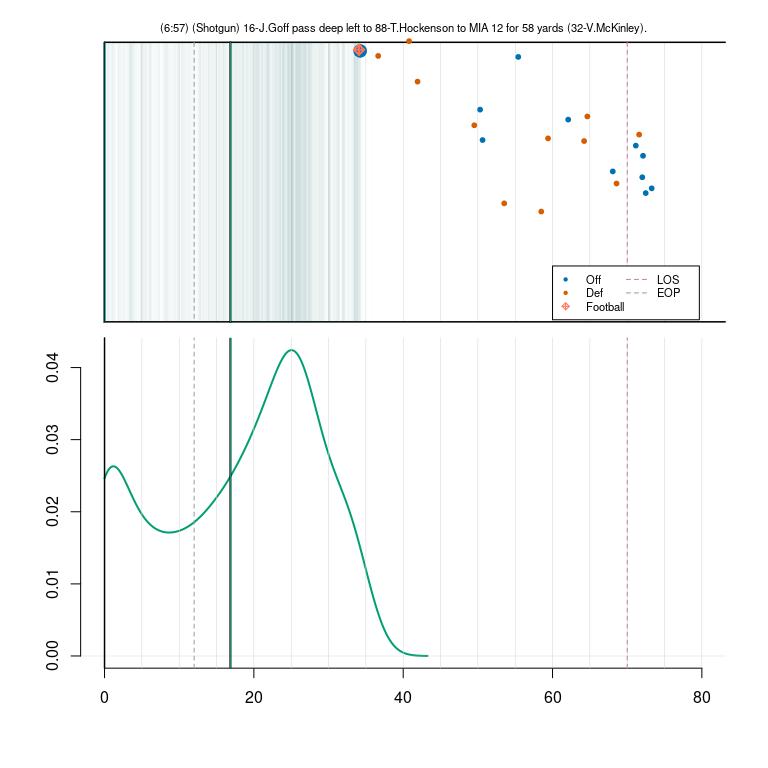 (6:57) (Shotgun) 16-J.Goff pass deep left to 88-T.Hockenson to MIA 12 for 58 yards (32-V.McKinley).
Off LOS
Def EOP
Football
0.04
0.03
0.02
0.01
0.00
0 20 40 60 80